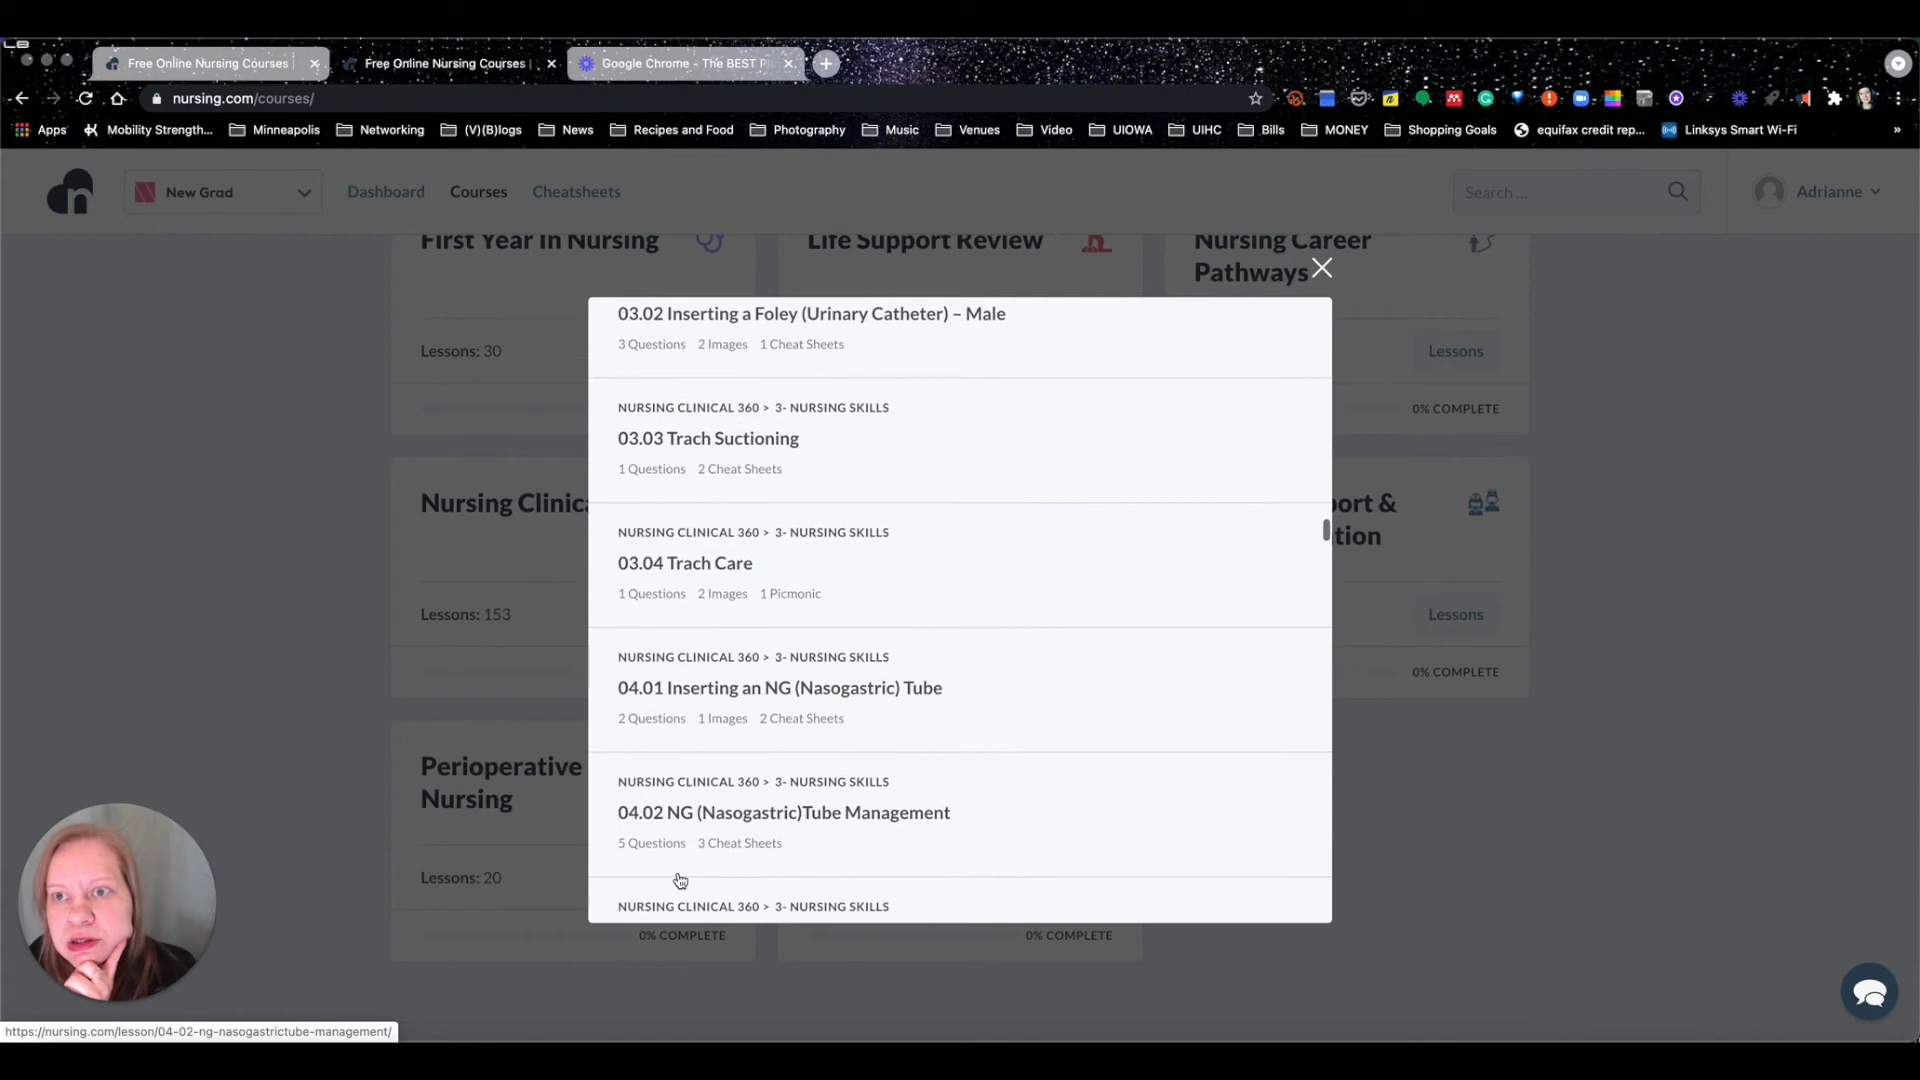 Free Online Nursing Courses |
Free Online Nursing Courses |
Google Chrome - The BEST Pl
nursing.com/courses/
Apps
Mobility Strength...
Minneapolis
Networking
(V)(B)logs
News
Recipes and Food
Photography
Music
Venues
Video
UIOWA
UIHC
Bills
MONEY
Shopping Goals
equifax credit rep...
Linksys Smart Wi-Fi
»
n
New Grad
Dashboard
Courses
Cheatsheets
Search ...
Adrianne
First Year In Nursing
Life Support Review
Nursing Career
Pathways
03.02 Inserting a Foley (Urinary Catheter) – Male
3 Questions 2 Images 1 Cheat Sheets
Lessons: 30
Lessons
NURSING CLINICAL 360 > 3- NURSING SKILLS
0% COMPLETE
03.03 Trach Suctioning
1 Questions 2 Cheat Sheets
Nursing Clinica
port &
tion
NURSING CLINICAL 360 > 3- NURSING SKILLS
03.04 Trach Care
1 Questions 2 Images 1 Picmonic
Lessons: 153
Lessons
NURSING CLINICAL 360 > 3- NURSING SKILLS
0% COMPLETE
04.01 Inserting an NG (Nasogastric) Tube
2 Questions 1 Images 2 Cheat Sheets
Perioperative
Nursing
NURSING CLINICAL 360 > 3- NURSING SKILLS
04.02 NG (Nasogastric)Tube Management
5 Questions 3 Cheat Sheets
Lessons: 20
NURSING CLINICAL 360 > 3- NURSING SKILLS
0% COMPLETE
0% COMPLETE
https://nursing.com/lesson/04-02-ng-nasogastrictube-management/